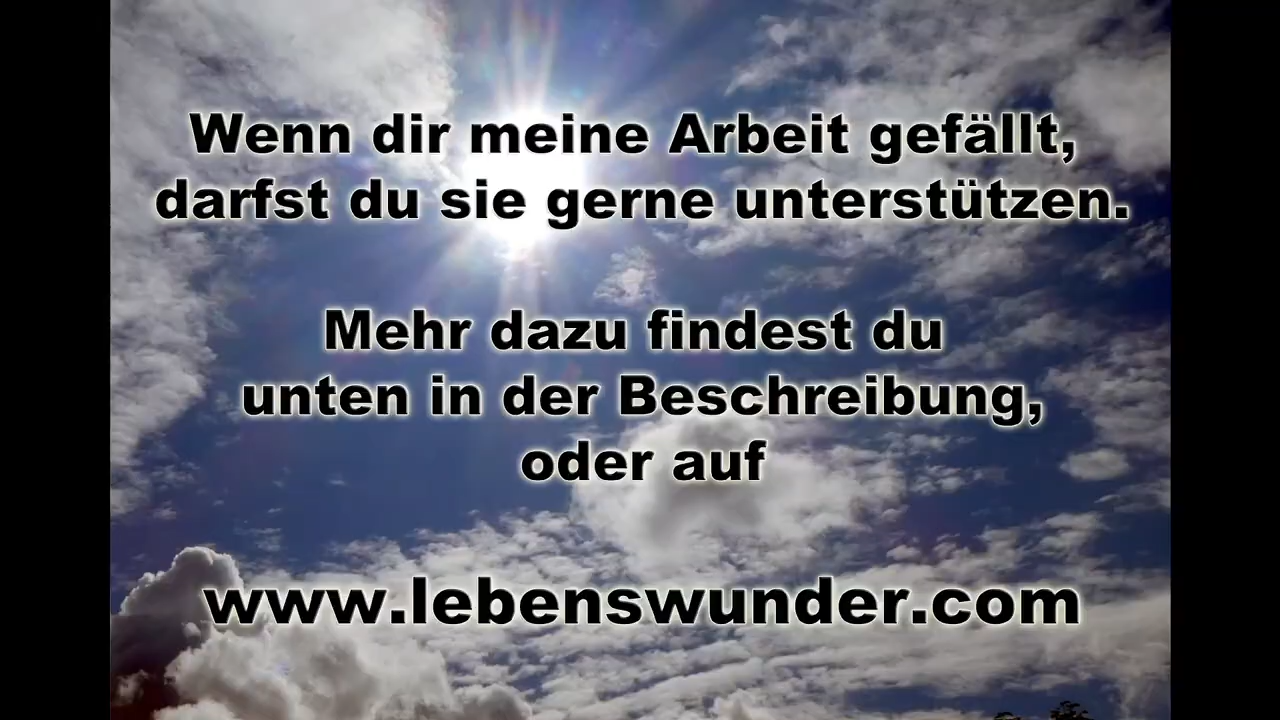 Wenn dir meine Arbeit gefällt,
darfst du sie gerne unterstützen.
Mehr dazu findest du
unten in der Beschreibung,
oder auf
www.lebenswunder.com